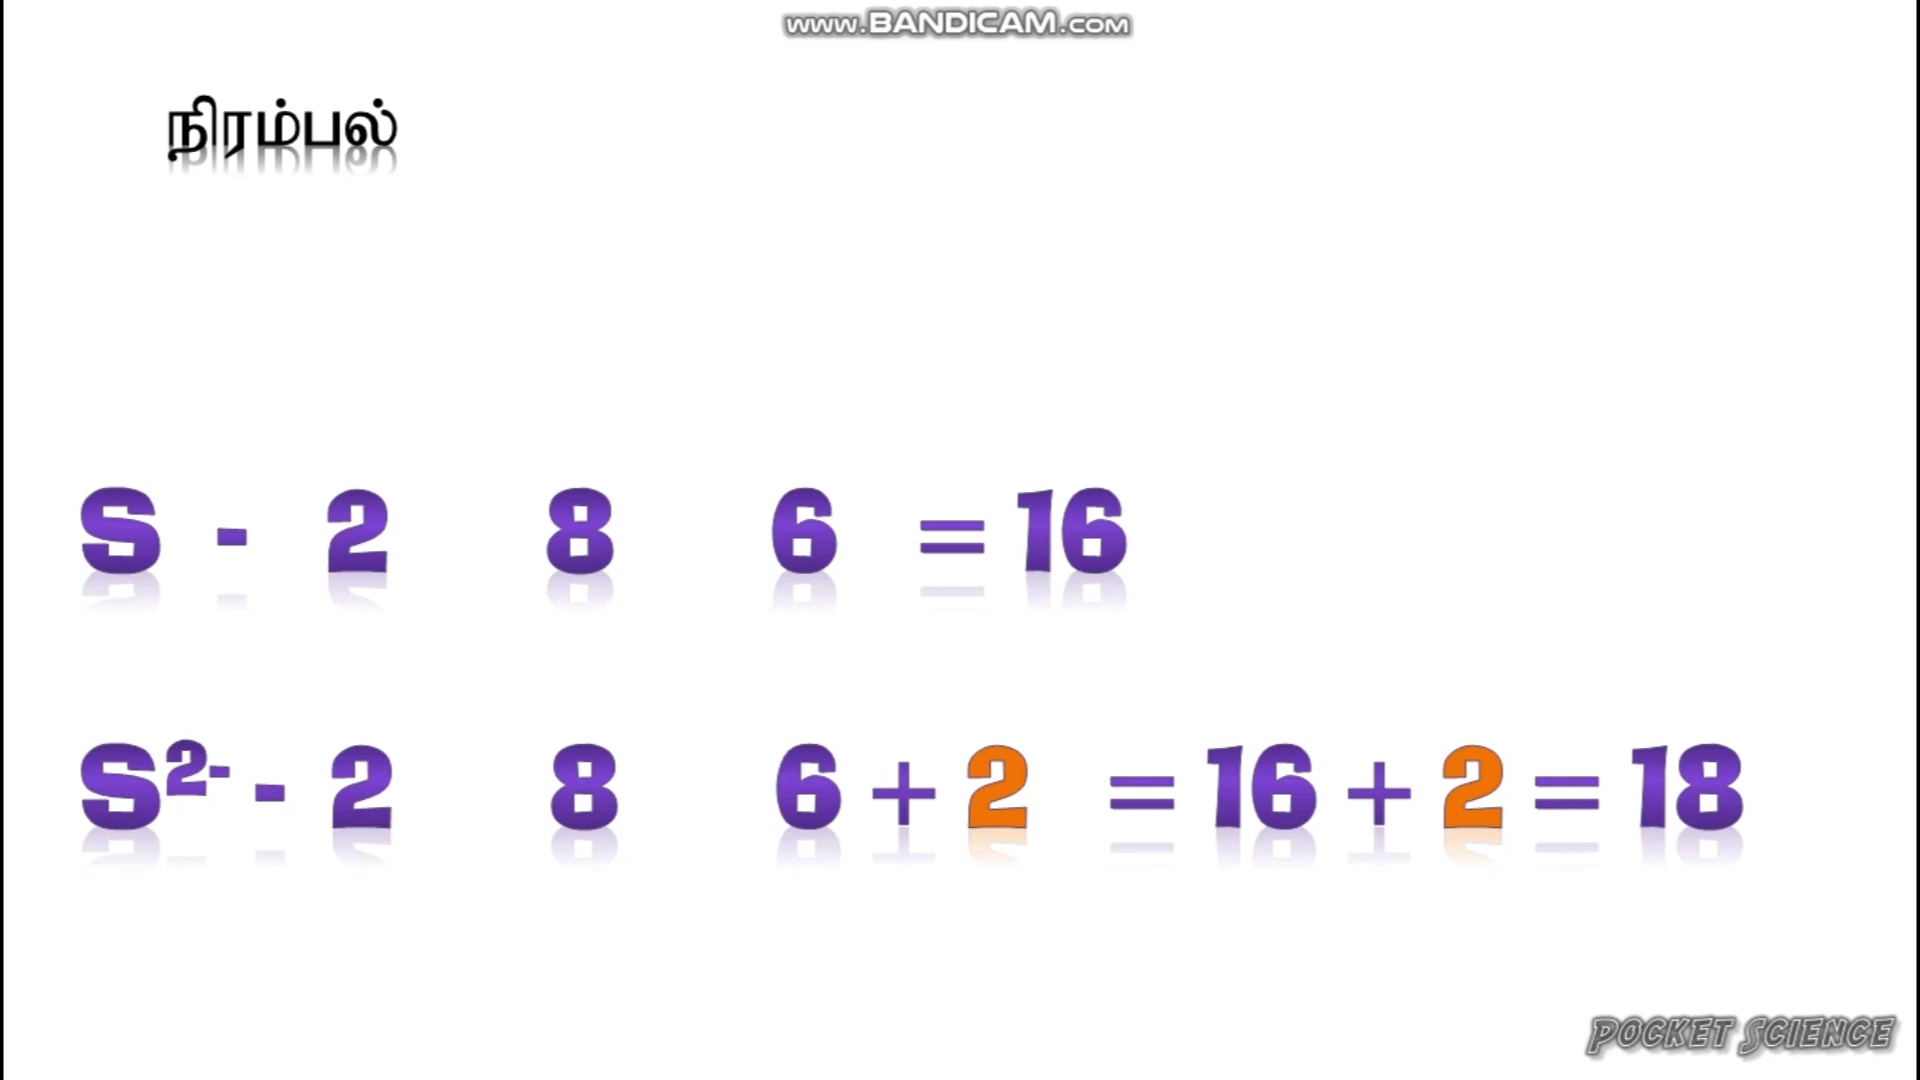 www.BANDICAM.com
நிரம்பல்
S - 2 8 6 = 16
S²⁻ - 2 8 6 + 2 = 16 + 2 = 18
POCKET SCIENCE